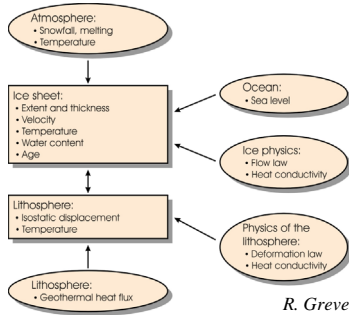 Atmosphere:
• Snowfall, melting
• Temperature
Ice sheet:
• Extent and thickness
• Velocity
• Temperature
• Water content
• Age
Ocean:
• Sea level
Ice physics:
• Flow law
• Heat conductivity
Lithosphere:
• Isostatic displacement
• Temperature
Physics of the
lithosphere:
• Deformation law
• Heat conductivity
Lithosphere:
• Geothermal heat flux
R. Greve